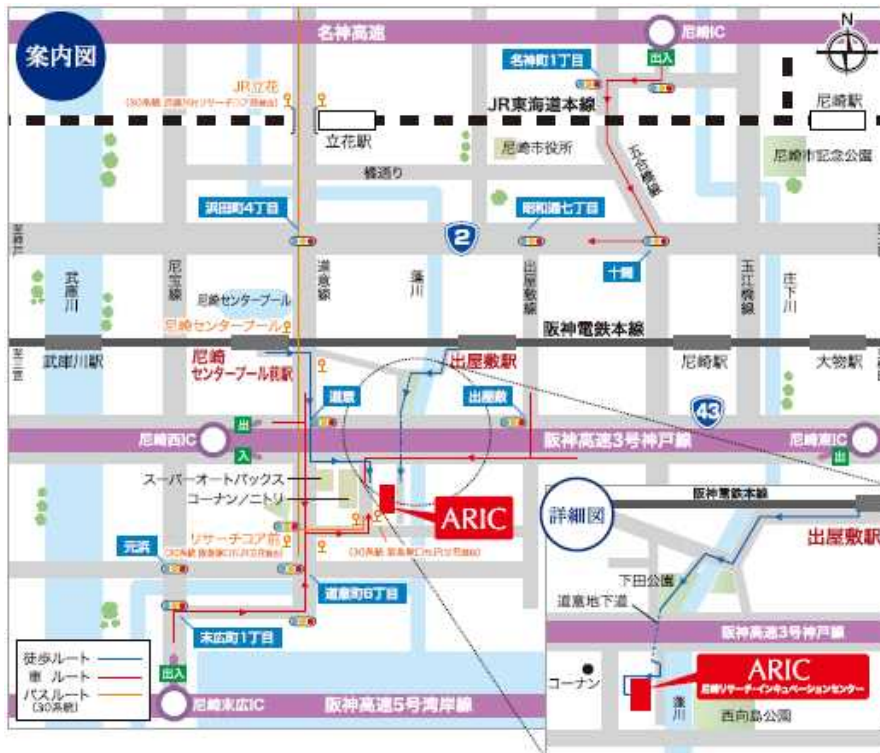 案内図
名神高速
尼崎IC
出入
N
名神町1丁目
JR立花
JR東海道本線
立花駅
尼崎駅
尼崎市役所
尼崎市記念公園
橘通り
五合橋線
浜田町4丁目
2
昭和通七丁目
十間
武庫川
尼宝線
道意線
蓬川
出屋敷線
玉江橋線
庄下川
尼崎センタープール
尼崎センタープール
阪神電鉄本線
武庫川駅
尼崎
センタープール前駅
出屋敷駅
尼崎駅
大物駅
道意
出屋敷
43
出
尼崎西IC
入
阪神高速3号神戸線
尼崎東IC
出
スーパーオートバックス
コーナン/ニトリ
ARIC
リサーチコア前
元浜
道意町6丁目
末広町1丁目
出入
尼崎末広IC
阪神高速5号湾岸線
徒歩ルート
車 ルート
バスルート
(30系統)
詳細図
阪神電鉄本線
出屋敷駅
下田公園
道意地下道
阪神高速3号神戸線
コーナン
ARIC
尼崎リサーチ・インキュベーションセンター
蓬川
西向島公園